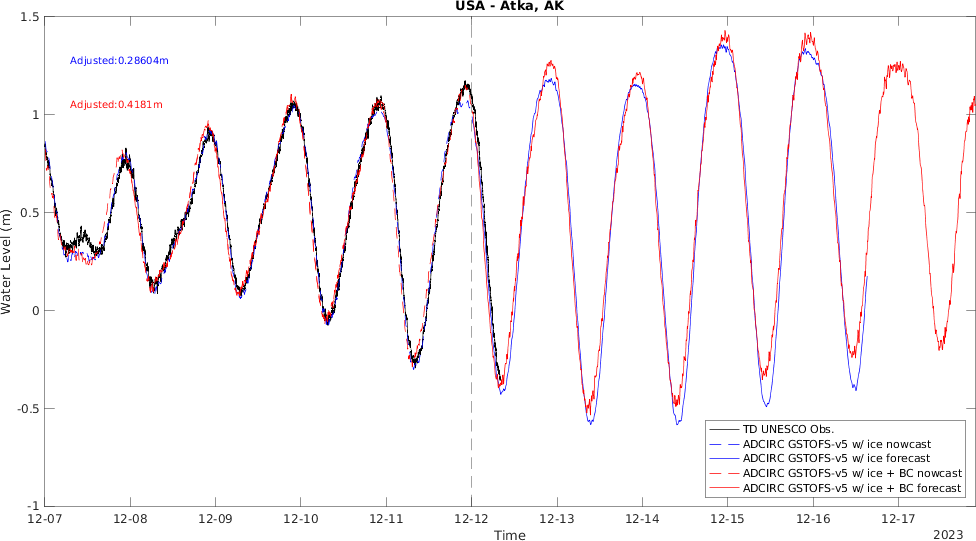 USA - Atka, AK
1.5
1
0.5
0
-0.5
-1
Water Level (m)
Adjusted:0.28604m
Adjusted:0.4181m
TD UNESCO Obs.
ADCIRC GSTOFS-v5 w/ ice nowcast
ADCIRC GSTOFS-v5 w/ ice forecast
ADCIRC GSTOFS-v5 w/ ice + BC nowcast
ADCIRC GSTOFS-v5 w/ ice + BC forecast
12-07 12-08 12-09 12-10 12-11 12-12 12-13 12-14 12-15 12-16 12-17
Time
2023